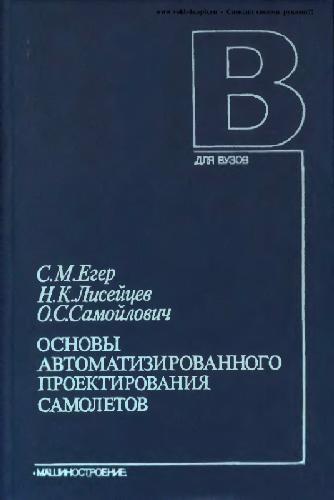 В
ДЛЯ ВУЗОВ
С.М.Егер
Н.К.Лисейцев
О.С.Самойлович
ОСНОВЫ
АВТОМАТИЗИРОВАННОГО
ПРОЕКТИРОВАНИЯ
САМОЛЕТОВ
•МАШИНОСТРОЕНИЕ•